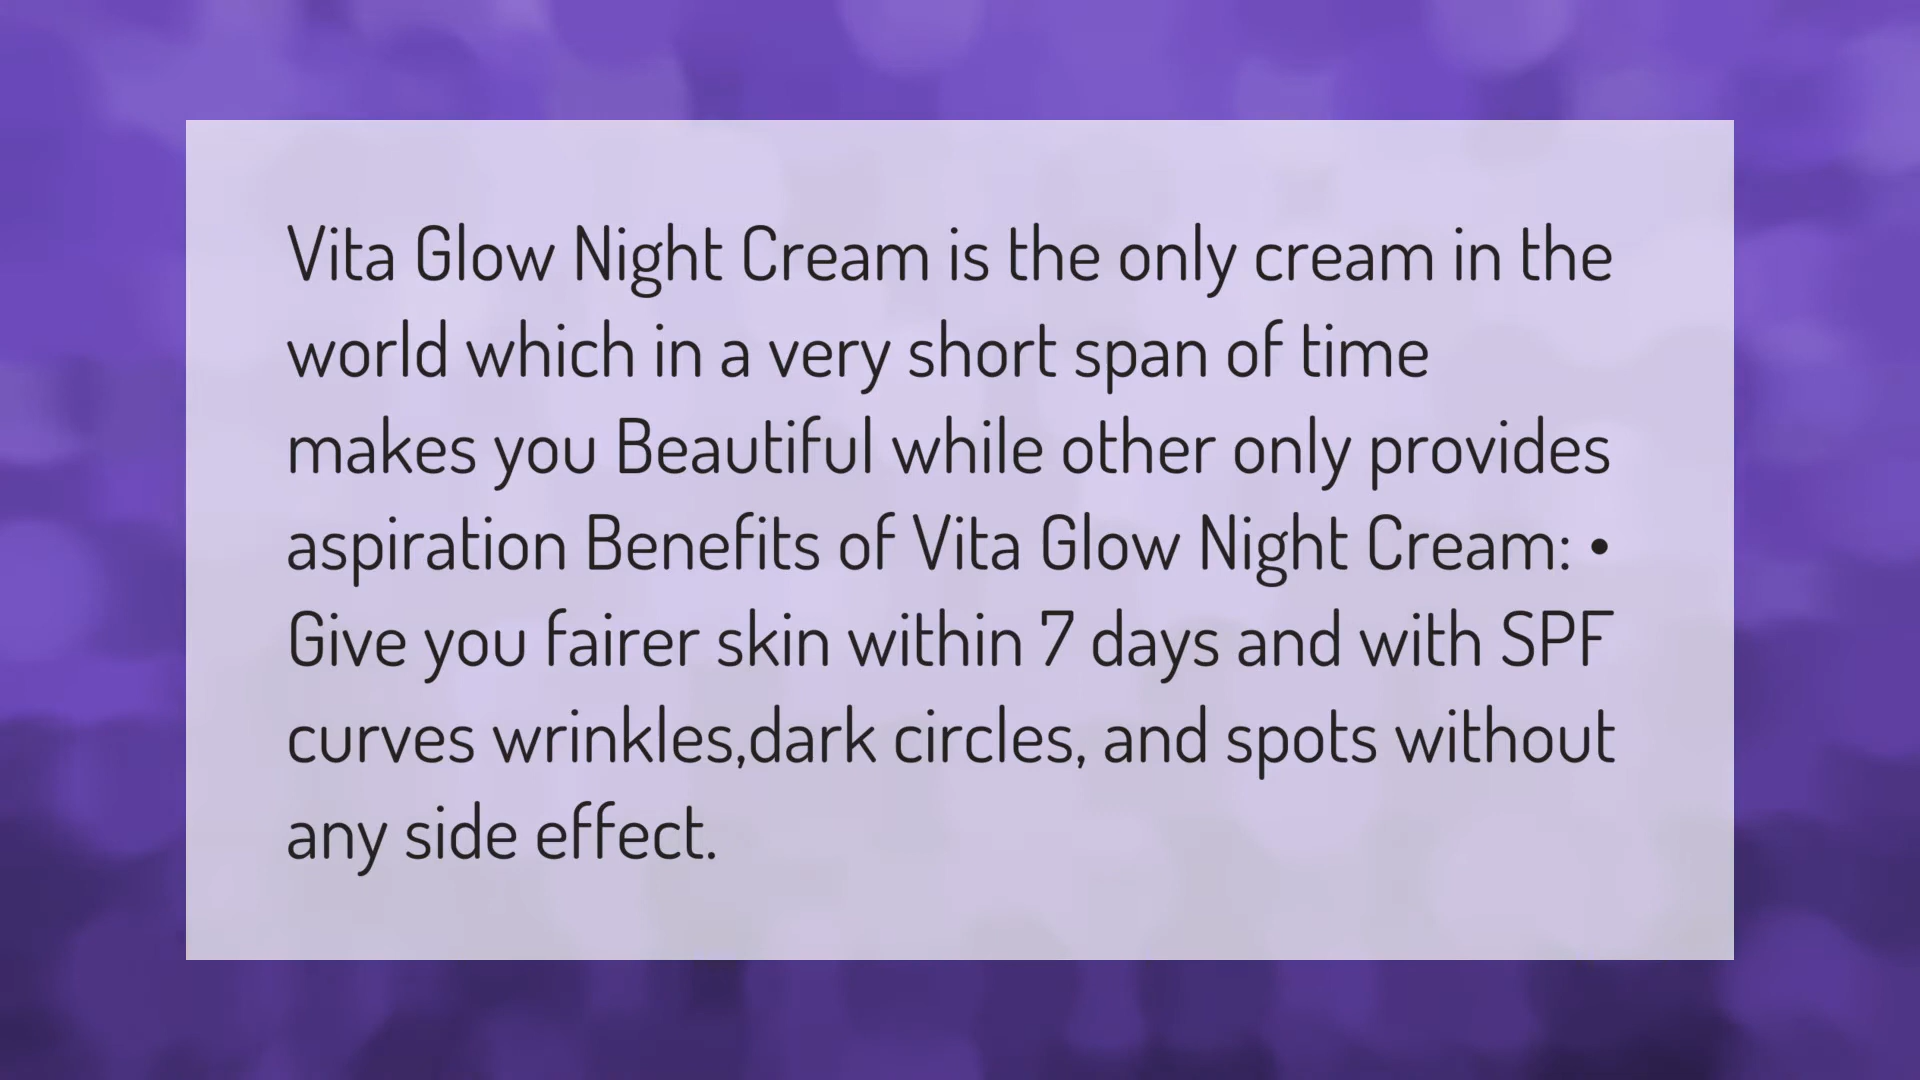 Vita Glow Night Cream is the only cream in the
world which in a very short span of time
makes you Beautiful while other only provides
aspiration Benefits of Vita Glow Night Cream: •
Give you fairer skin within 7 days and with SPF
curves wrinkles,dark circles, and spots without
any side effect.